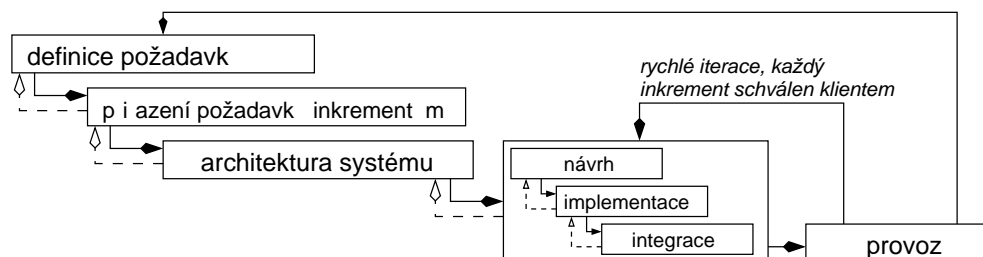 definice požadavk
rychlé iterace, každý
inkrement schválen klientem
p i azení požadavk inkrement m
architektura systému
návrh
implementace
integrace
provoz